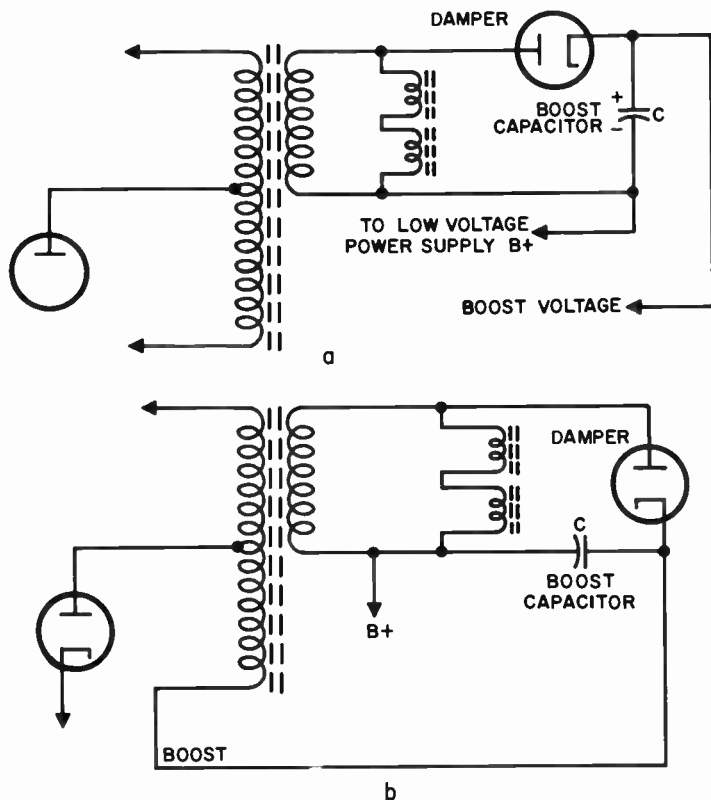 DAMPER
BOOST
CAPACITOR
+
-
C
TO LOW VOLTAGE
POWER SUPPLY B+
BOOST VOLTAGE
a
DAMPER
C
BOOST
CAPACITOR
B+
BOOST
b